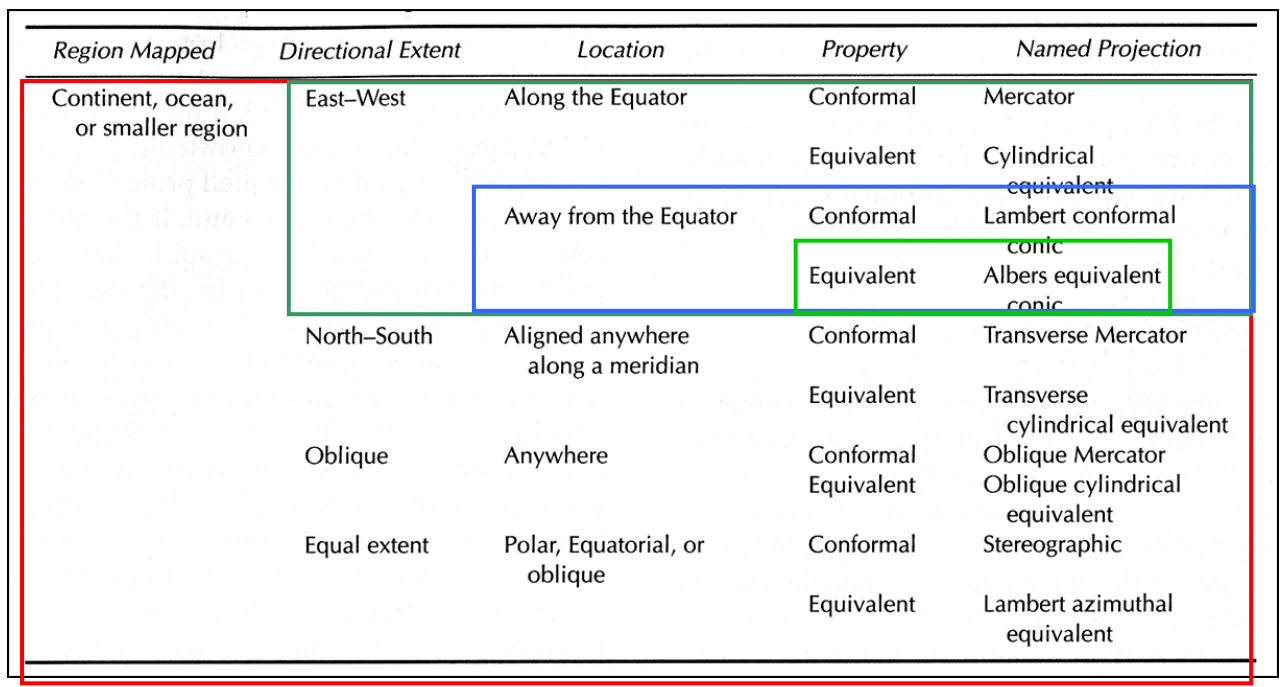 Region Mapped Directional Extent Location Property Named Projection
Continent, ocean, East–West Along the Equator Conformal Mercator
or smaller region
Equivalent Cylindrical
equivalent
Away from the Equator Conformal Lambert conformal
conic
Equivalent Albers equivalent
conic
North–South Aligned anywhere Conformal Transverse Mercator
along a meridian
Equivalent Transverse
cylindrical equivalent
Oblique Anywhere Conformal Oblique Mercator
Equivalent Oblique cylindrical
equivalent
Equal extent Polar, Equatorial, or Conformal Stereographic
oblique
Equivalent Lambert azimuthal
equivalent